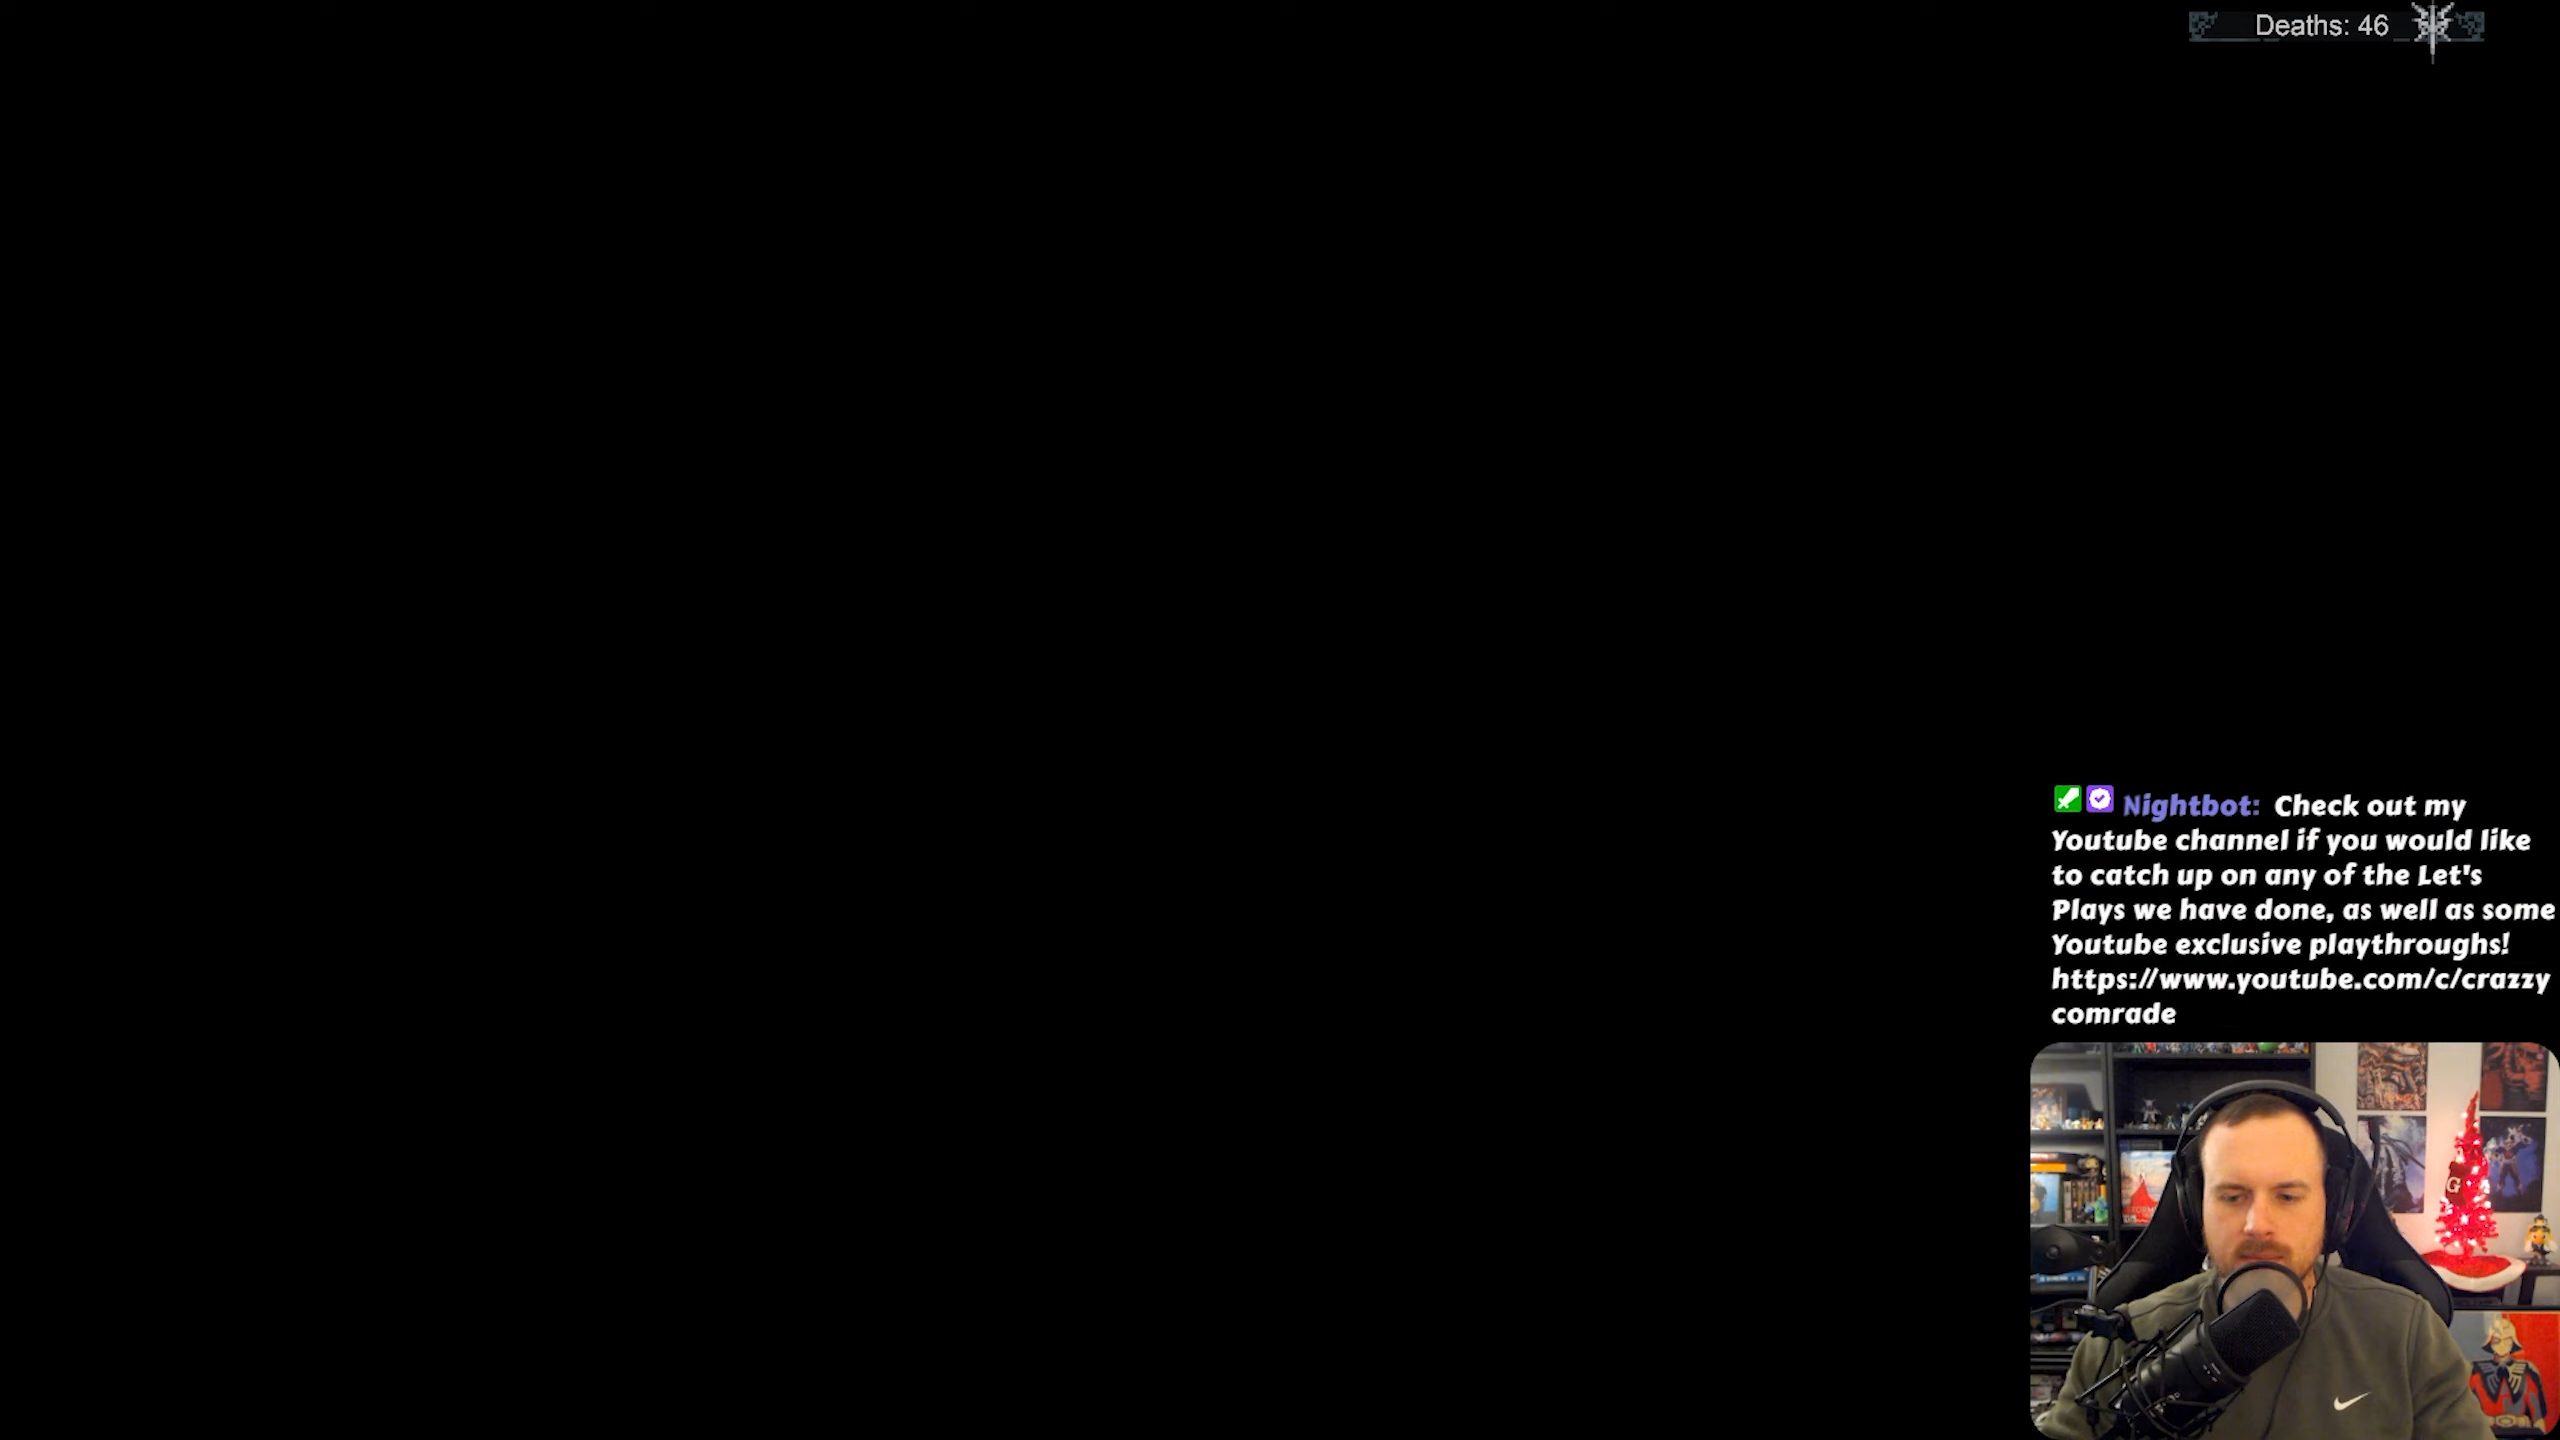 Deaths: 46
Nightbot: Check out my
Youtube channel if you would like
to catch up on any of the Let's
Plays we have done, as well as some
Youtube exclusive playthroughs!
https://www.youtube.com/c/crazzy
comrade
G